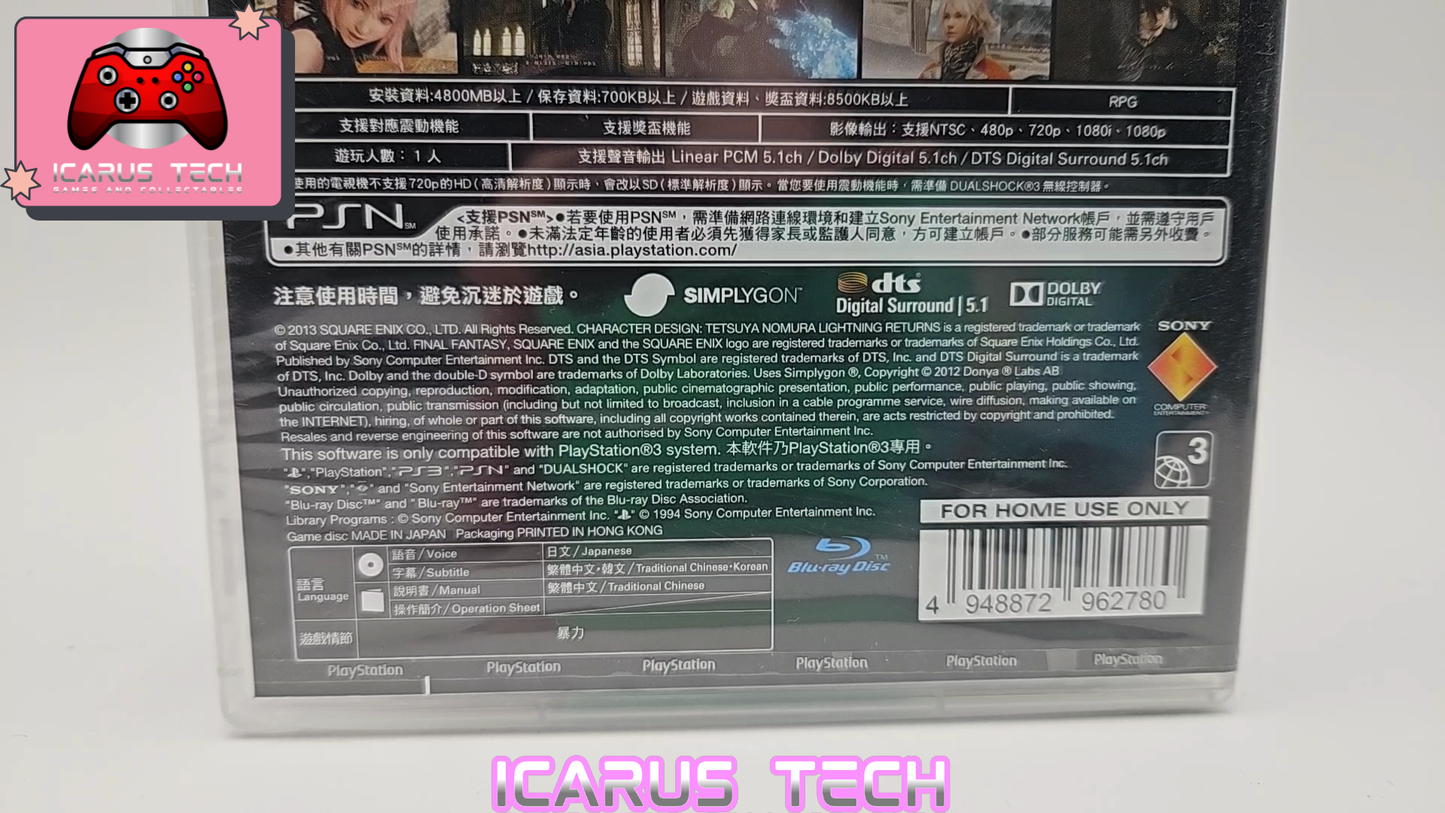 ICARUS TECH
GAMES AND COLLECTABLES
安裝資料:4800MB以上 / 保存資料:700KB以上 / 遊戲資料、獎盃資料:8500KB以上
RPG
支援對應震動機能
支援獎盃機能
影像輸出：支援NTSC、480p、720p、1080i、1080p
遊玩人數：1 人
支援聲音輸出 Linear PCM 5.1ch / Dolby Digital 5.1ch / DTS Digital Surround 5.1ch
使用的電視機不支援720p的HD（高清解析度）顯示時，會改以SD（標準解析度）顯示。當您要使用震動機能時，需準備 DUALSHOCK®3 無線控制器。
PSN℠
<支援PSN℠>●若要使用PSN℠，需準備網路連線環境和建立Sony Entertainment Network帳戶，並需遵守用戶
使用承諾。●未滿法定年齡的使用者必須先獲得家長或監護人同意，方可建立帳戶。●部分服務可能需另外收費。
●其他有關PSN℠的詳情，請瀏覽http://asia.playstation.com/
注意使用時間，避免沉迷於遊戲。
SIMPLYGON™
dts
Digital Surround | 5.1
DOLBY
DIGITAL
© 2013 SQUARE ENIX CO., LTD. All Rights Reserved. CHARACTER DESIGN: TETSUYA NOMURA LIGHTNING RETURNS is a registered trademark or trademark
of Square Enix Co., Ltd. FINAL FANTASY, SQUARE ENIX and the SQUARE ENIX logo are registered trademarks or trademarks of Square Enix Holdings Co., Ltd.
Published by Sony Computer Entertainment Inc. DTS and the DTS Symbol are registered trademarks of DTS, Inc. and DTS Digital Surround is a trademark
of DTS, Inc. Dolby and the double-D symbol are trademarks of Dolby Laboratories. Uses Simplygon ®, Copyright © 2012 Donya ® Labs AB
Unauthorized copying, reproduction, modification, adaptation, public cinematographic presentation, public performance, public playing, public showing,
public circulation, public transmission (including but not limited to broadcast, inclusion in a cable programme service, wire diffusion, making available on
the INTERNET), hiring, of whole or part of this software, including all copyright works contained therein, are acts restricted by copyright and prohibited.
Resales and reverse engineering of this software are not authorised by Sony Computer Entertainment Inc.
This software is only compatible with PlayStation®3 system. 本軟件乃PlayStation®3專用。
" ","PlayStation","PS3","PSN" and "DUALSHOCK" are registered trademarks or trademarks of Sony Computer Entertainment Inc.
"SONY"," " and "Sony Entertainment Network" are registered trademarks or trademarks of Sony Corporation.
"Blu-ray Disc™" and "Blu-ray™" are trademarks of the Blu-ray Disc Association.
Library Programs : © Sony Computer Entertainment Inc. " " © 1994 Sony Computer Entertainment Inc.
Game disc MADE IN JAPAN Packaging PRINTED IN HONG KONG
SONY
COMPUTER
ENTERTAINMENT™
3
FOR HOME USE ONLY
4 948872 962780
Blu-ray Disc™
語言
Language
語音/Voice
日文/Japanese
字幕/Subtitle
繁體中文・韓文/Traditional Chinese・Korean
說明書/Manual
繁體中文/Traditional Chinese
操作簡介/Operation Sheet
遊戲情節
暴力
PlayStation PlayStation PlayStation PlayStation PlayStation PlayStation
ICARUS TECH